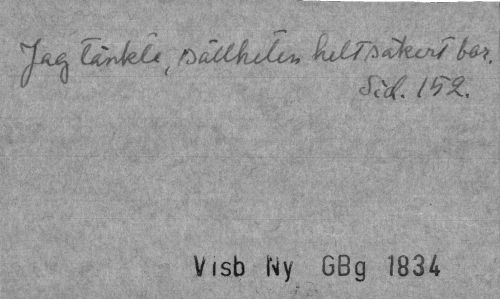 Jag tänkte, sällheten helt säkert bor.
Sid. 152.
Visb Ny GBg 1834